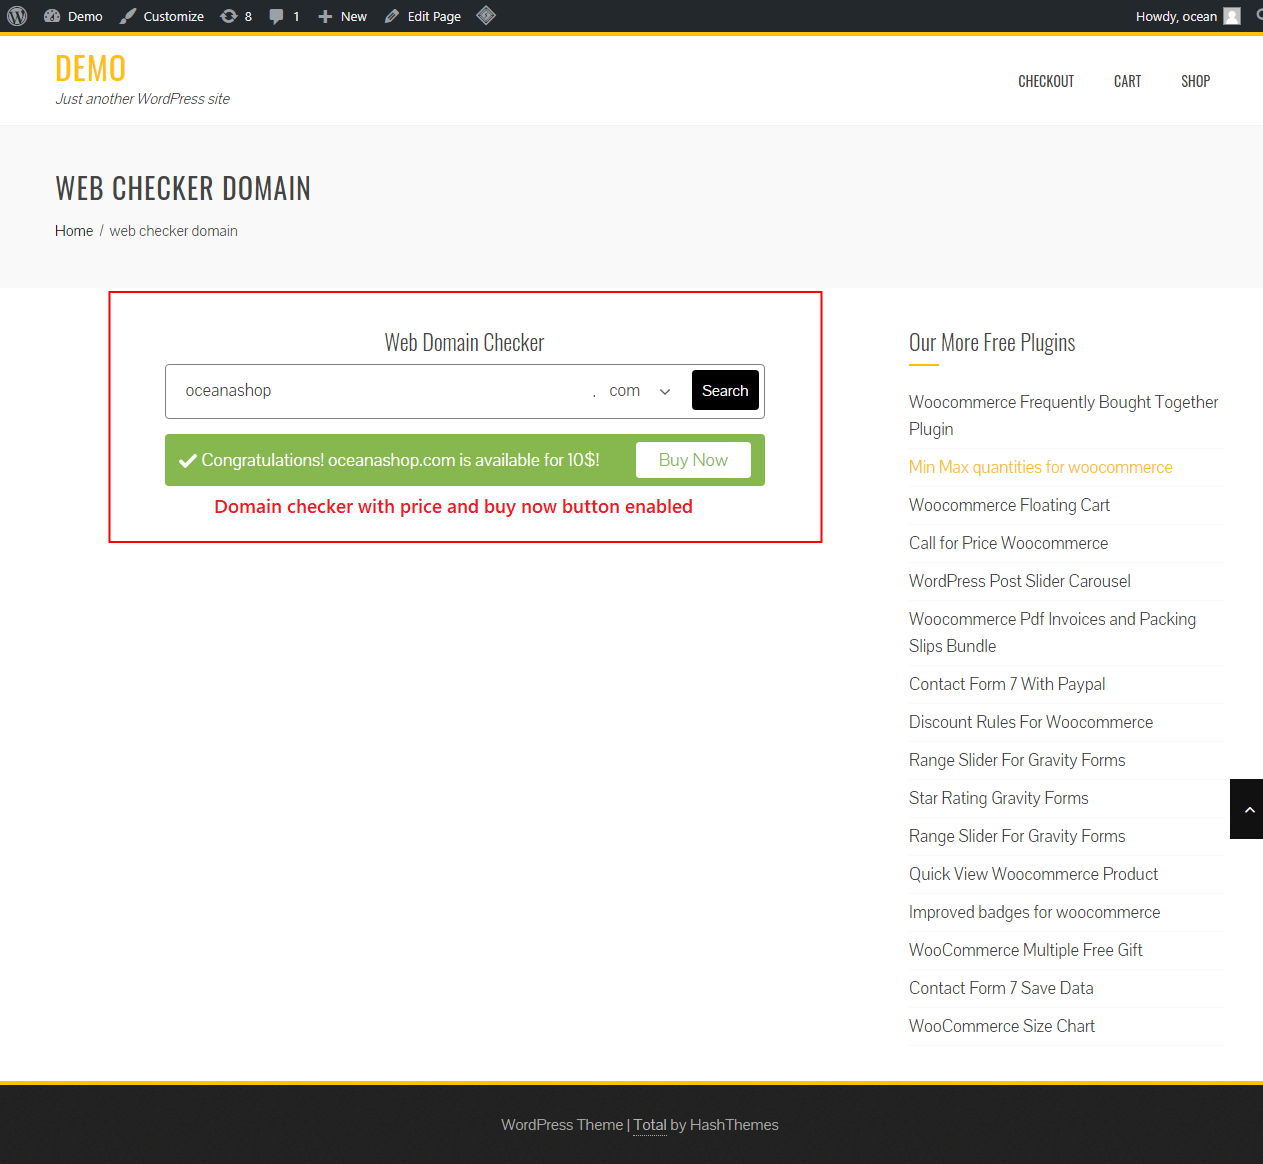 Demo Customize 8 1 New Edit Page Howdy, ocean
DEMO
Just another WordPress site
CHECKOUT CART SHOP
WEB CHECKER DOMAIN
Home / web checker domain
Web Domain Checker
oceanashop . com Search
Congratulations! oceanashop.com is available for 10$! Buy Now
Domain checker with price and buy now button enabled
Our More Free Plugins
Woocommerce Frequently Bought Together
Plugin
Min Max quantities for woocommerce
Woocommerce Floating Cart
Call for Price Woocommerce
WordPress Post Slider Carousel
Woocommerce Pdf Invoices and Packing
Slips Bundle
Contact Form 7 With Paypal
Discount Rules For Woocommerce
Range Slider For Gravity Forms
Star Rating Gravity Forms
Range Slider For Gravity Forms
Quick View Woocommerce Product
Improved badges for woocommerce
WooCommerce Multiple Free Gift
Contact Form 7 Save Data
WooCommerce Size Chart
WordPress Theme | Total by HashThemes